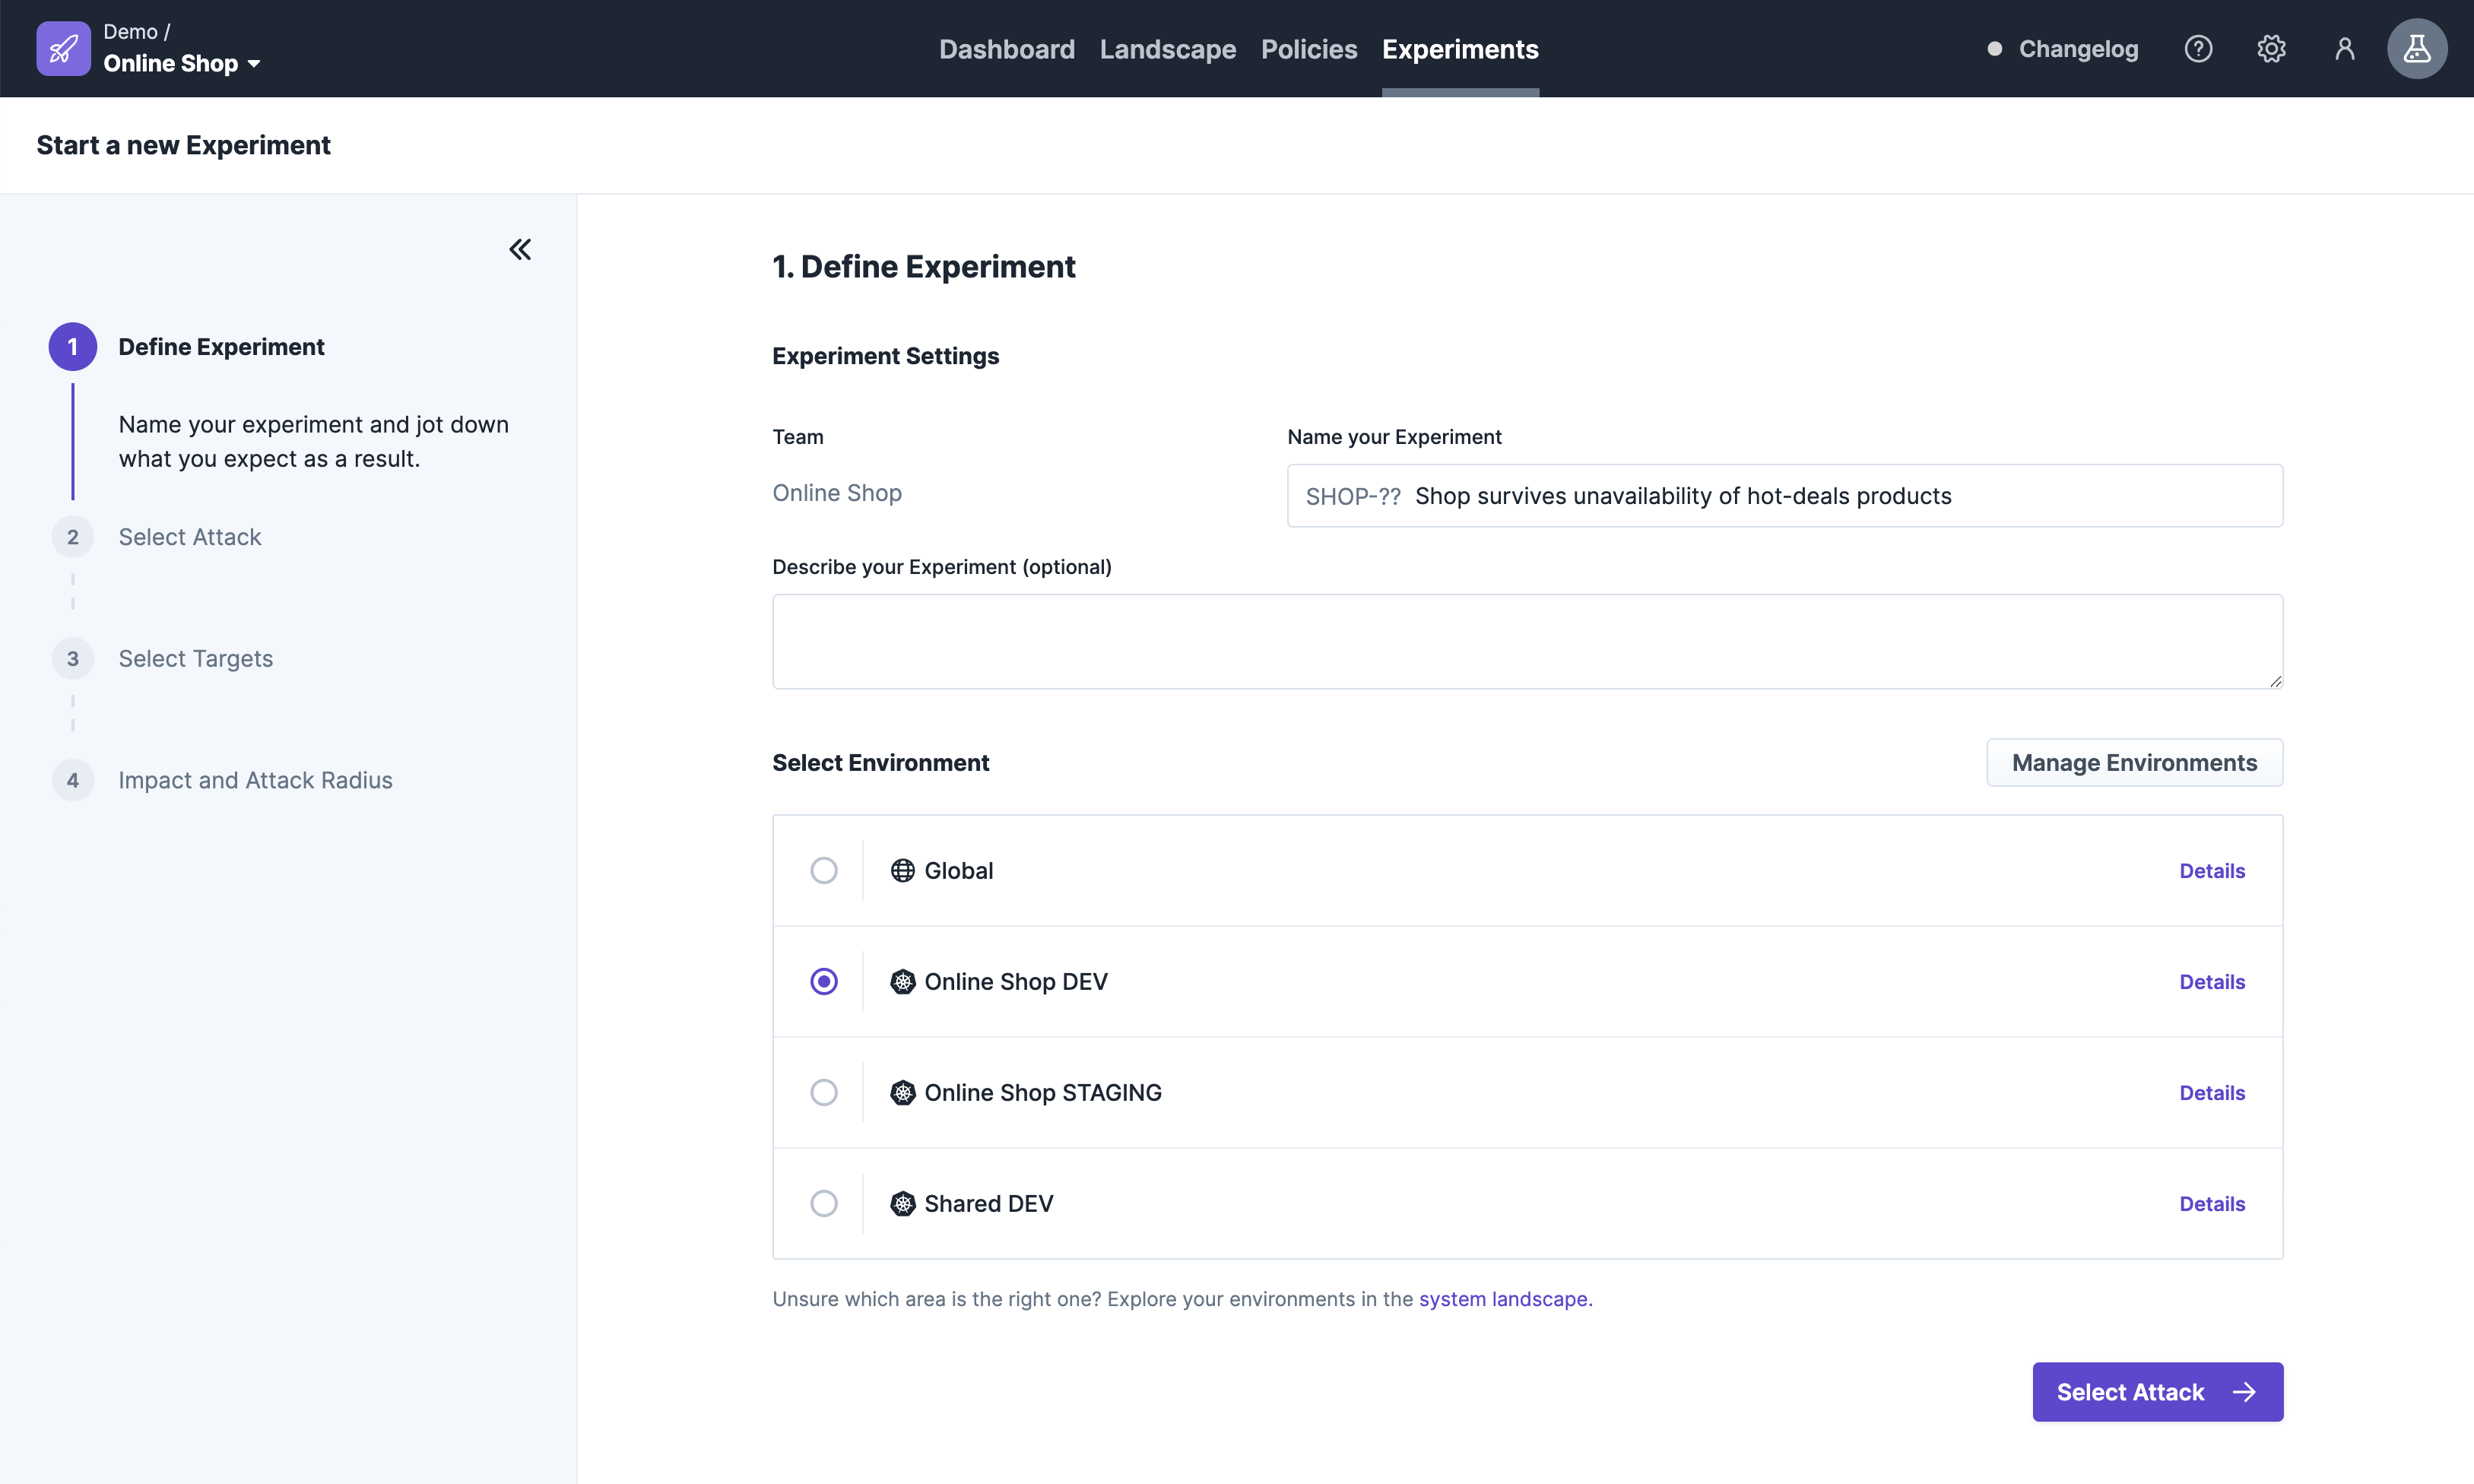 Demo /
Online Shop
Dashboard
Landscape
Policies
Experiments
Changelog
Start a new Experiment
1
Define Experiment
Name your experiment and jot down
what you expect as a result.
2
Select Attack
3
Select Targets
4
Impact and Attack Radius
1. Define Experiment
Experiment Settings
Team
Online Shop
Name your Experiment
SHOP-?? Shop survives unavailability of hot-deals products
Describe your Experiment (optional)
Select Environment
Manage Environments
Global
Details
Online Shop DEV
Details
Online Shop STAGING
Details
Shared DEV
Details
Unsure which area is the right one? Explore your environments in the system landscape.
Select Attack